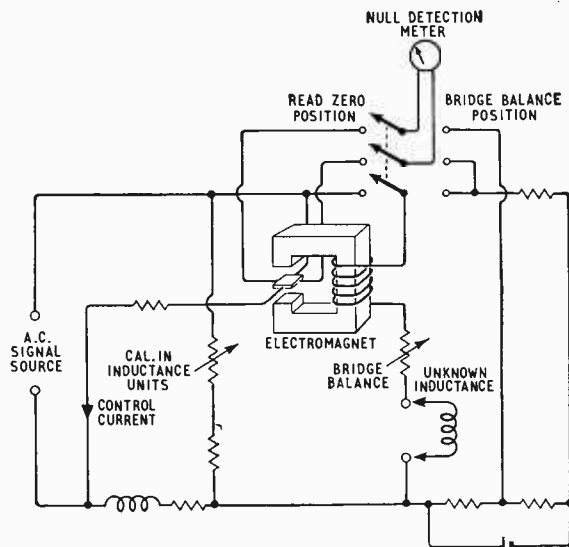 NULL DETECTION
METER
READ ZERO
POSITION
BRIDGE BALANCE
POSITION
ELECTROMAGNET
A.C.
SIGNAL
SOURCE
CAL. IN
INDUCTANCE
UNITS
BRIDGE
BALANCE
UNKNOWN
INDUCTANCE
CONTROL
CURRENT